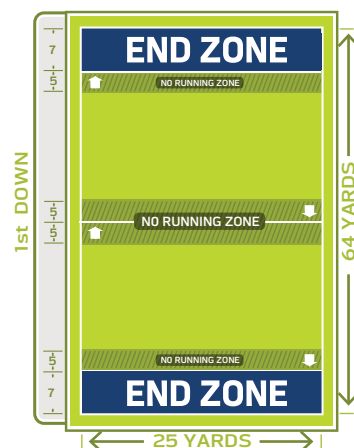 7
END ZONE
5
NO RUNNING ZONE
1st DOWN
5
NO RUNNING ZONE
5
64 YARDS
5
NO RUNNING ZONE
7
END ZONE
25 YARDS